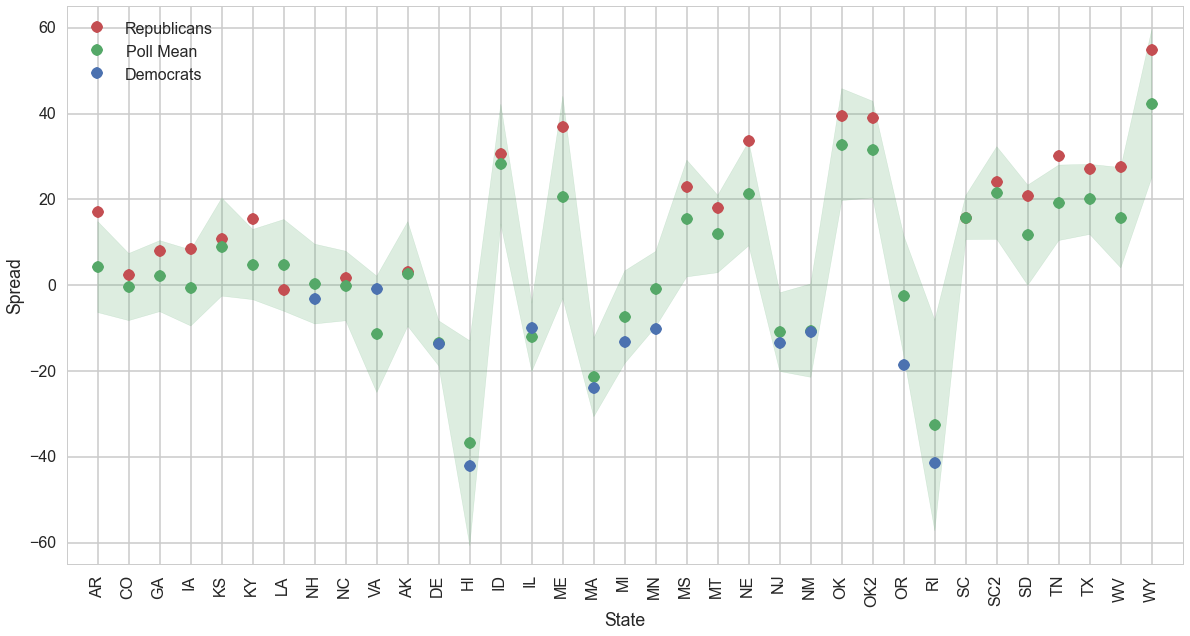 Republicans
Poll Mean
Democrats
60
40
20
0
−20
−40
−60
Spread
AR CO GA IA KS KY LA NH NC VA AK DE HI ID IL ME MA MI MN MS MT NE NJ NM OK OK2 OR RI SC SC2 SD TN TX WV WY
State